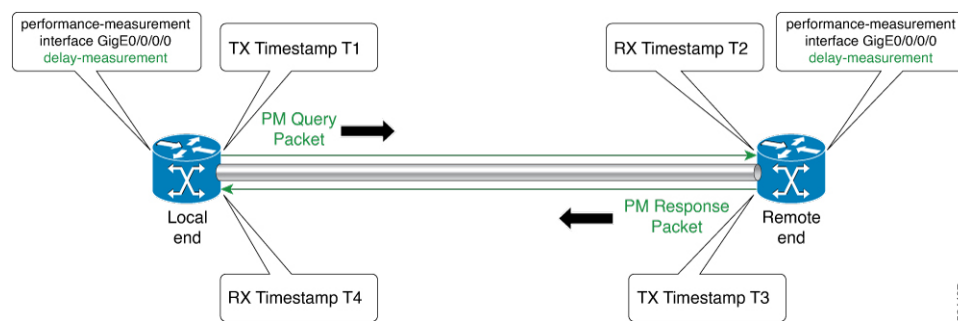 performance-measurement
interface GigE0/0/0/0
delay-measurement
TX Timestamp T1
RX Timestamp T2
performance-measurement
interface GigE0/0/0/0
delay-measurement
PM Query
Packet
Local
end
PM Response
Packet
Remote
end
RX Timestamp T4
TX Timestamp T3